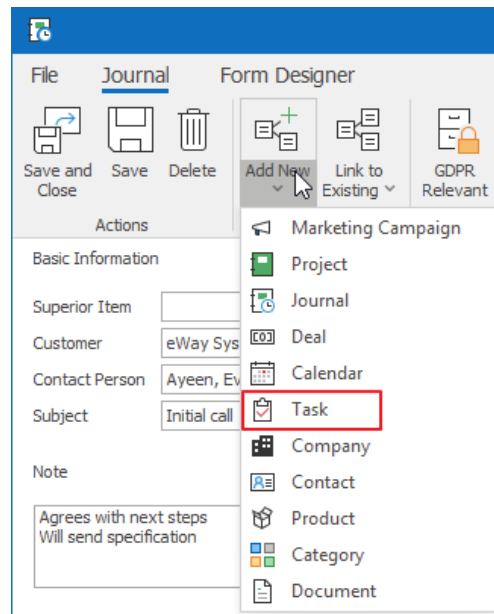 File Journal Form Designer
Save and Close Save Delete Add New Link to Existing GDPR Relevant
Actions
Marketing Campaign
Basic Information
Project
Superior Item
Journal
Customer eWay Sys
Deal
Contact Person Ayeen, Ev
Calendar
Subject Initial call
Task
Company
Note
Contact
Agrees with next steps
Product
Will send specification
Category
Document